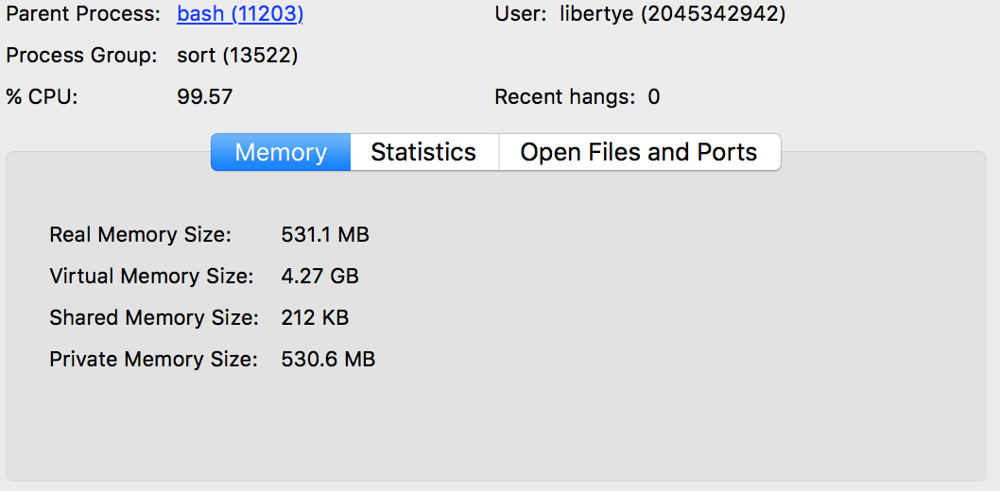 Parent Process: bash (11203) User: libertye (2045342942)
Process Group: sort (13522)
% CPU: 99.57 Recent hangs: 0
Memory Statistics Open Files and Ports
Real Memory Size: 531.1 MB
Virtual Memory Size: 4.27 GB
Shared Memory Size: 212 KB
Private Memory Size: 530.6 MB